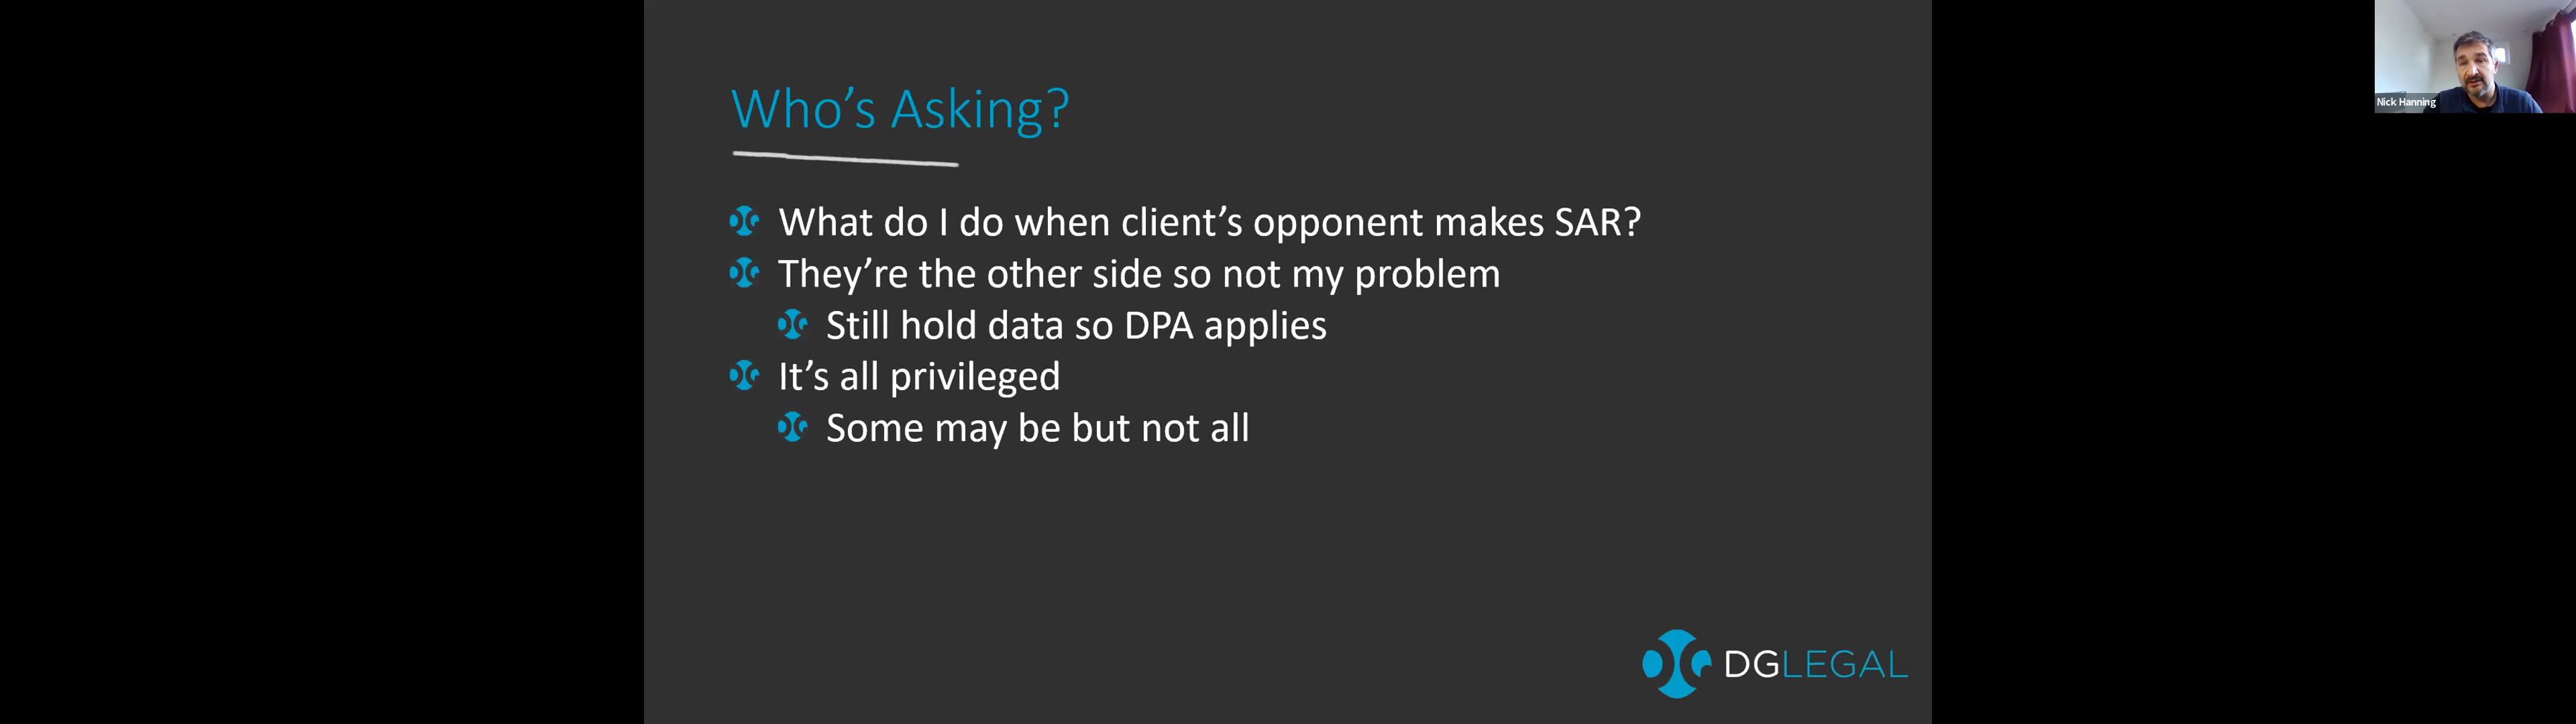 Who's Asking?
What do I do when client's opponent makes SAR?
They're the other side so not my problem
Still hold data so DPA applies
It's all privileged
Some may be but not all
DGLEGAL
Nick Hanning